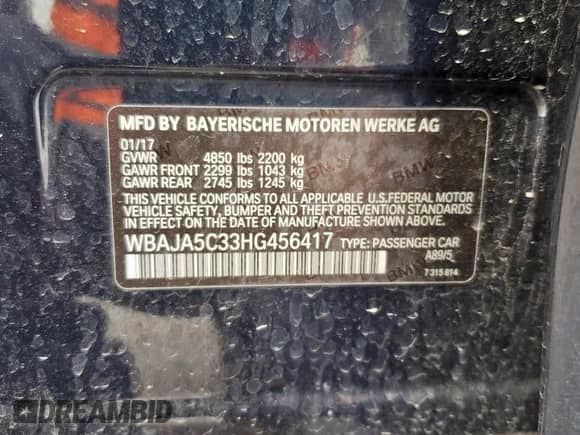 MFD BY BAYERISCHE MOTOREN WERKE AG
01/17
GVWR 4850 lbs 2200 kg
GAWR FRONT 2299 lbs 1043 kg
GAWR REAR 2745 lbs 1245 kg
THIS VEHICLE CONFORMS TO ALL APPLICABLE U.S.FEDERAL MOTOR
VEHICLE SAFETY, BUMPER AND THEFT PREVENTION STANDARDS
IN EFFECT ON THE DATE OF MANUFACTURE SHOWN ABOVE.
WBAJA5C33HG456417 TYPE: PASSENGER CAR
A89/5
7 315 814
DREAMBID